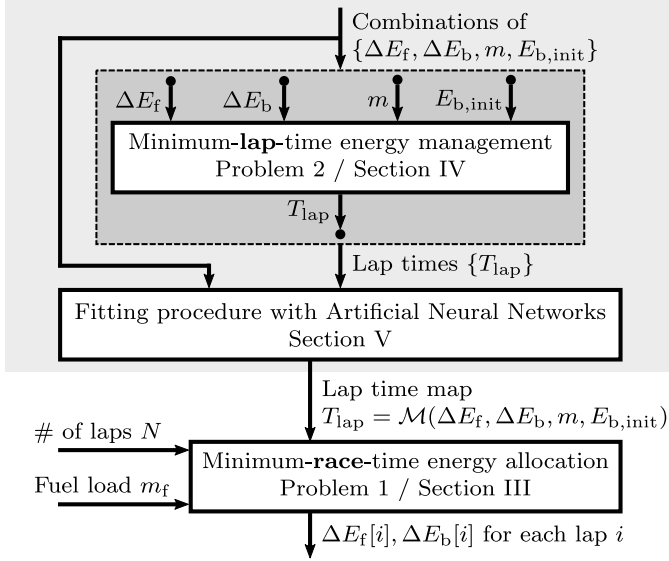 Combinations of
{ΔE_f, ΔE_b, m, E_b,init}
ΔE_f
ΔE_b
m
E_b,init
Minimum-lap-time energy management
Problem 2 / Section IV
T_lap
Lap times {T_lap}
Fitting procedure with Artificial Neural Networks
Section V
Lap time map
T_lap = ℳ(ΔE_f, ΔE_b, m, E_b,init)
# of laps N
Fuel load m_f
Minimum-race-time energy allocation
Problem 1 / Section III
ΔE_f[i], ΔE_b[i] for each lap i